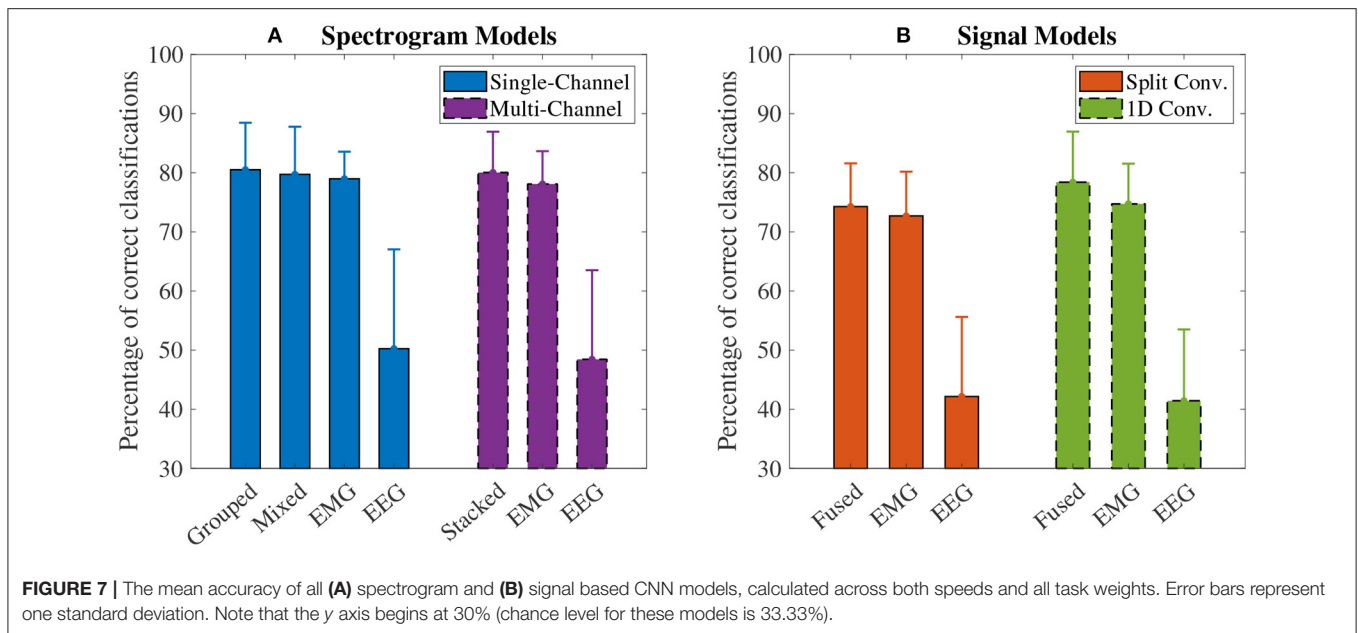 A Spectrogram Models
Percentage of correct classifications
100
90
80
70
60
50
40
30
Single-Channel
Multi-Channel
Grouped
Mixed
EMG
EEG
Stacked
EMG
EEG
B Signal Models
Percentage of correct classifications
100
90
80
70
60
50
40
30
Split Conv.
1D Conv.
Fused
EMG
EEG
Fused
EMG
EEG
FIGURE 7 | The mean accuracy of all (A) spectrogram and (B) signal based CNN models, calculated across both speeds and all task weights. Error bars represent
one standard deviation. Note that the y axis begins at 30% (chance level for these models is 33.33%).